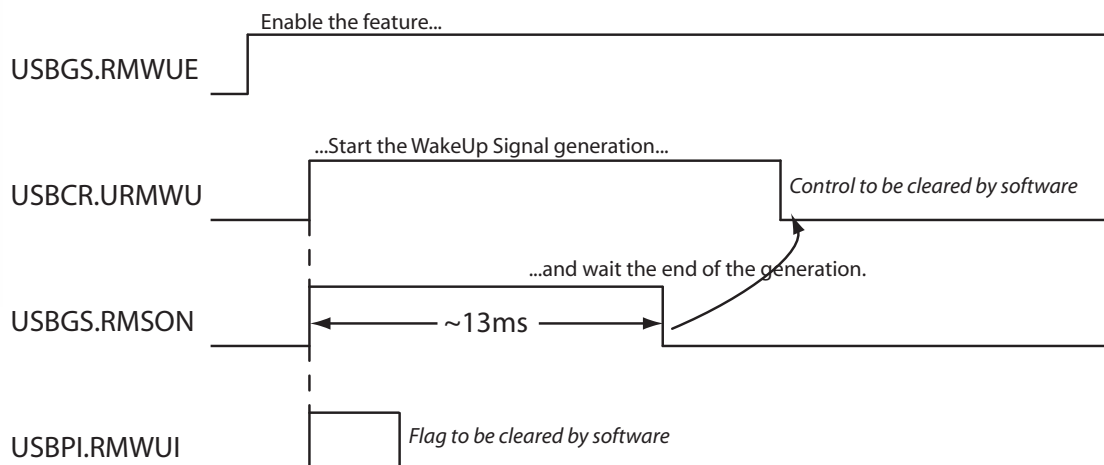 Enable the feature...
USBGS.RMWUE
...Start the WakeUp Signal generation...
USBCR.URMWU
Control to be cleared by software
...and wait the end of the generation.
USBGS.RMSON
~13ms
Flag to be cleared by software
USBPI.RMWUI